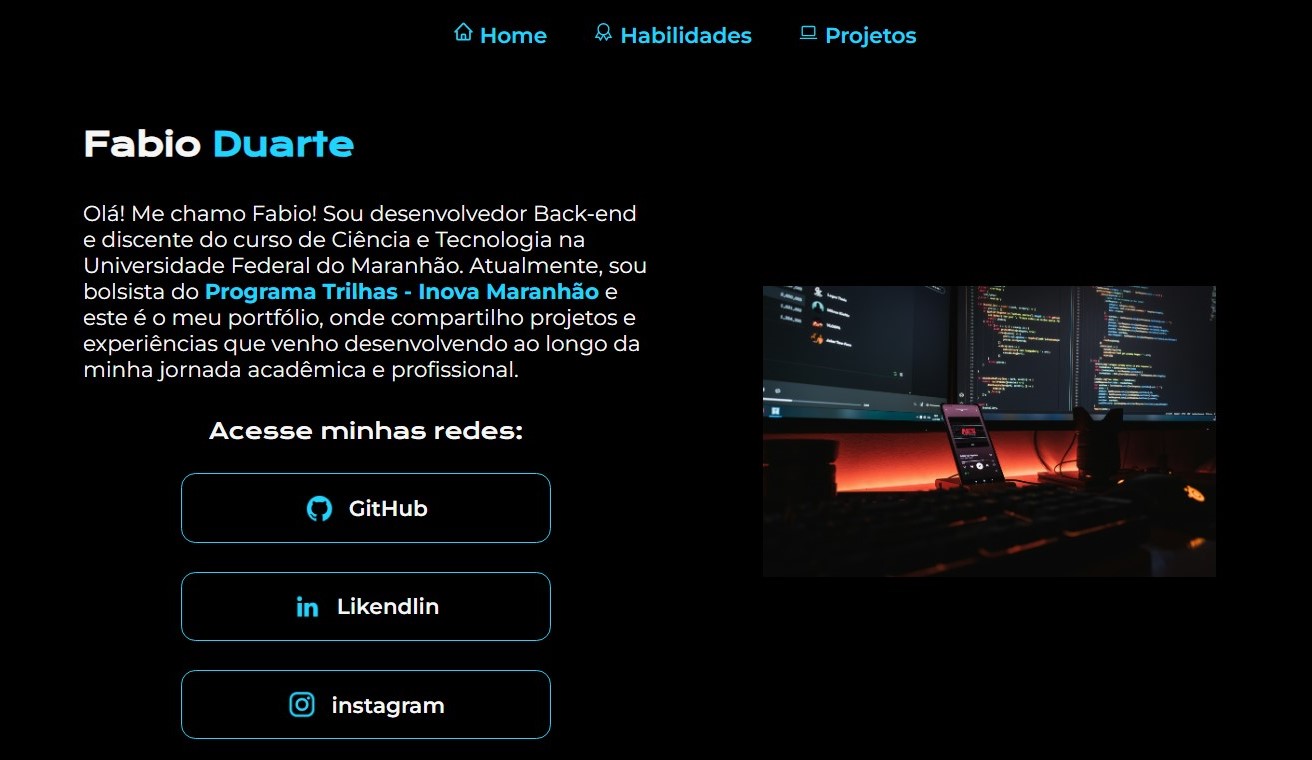 Home
Habilidades
Projetos
Fabio Duarte
Olá! Me chamo Fabio! Sou desenvolvedor Back-end
e discente do curso de Ciência e Tecnologia na
Universidade Federal do Maranhão. Atualmente, sou
bolsista do Programa Trilhas - Inova Maranhão e
este é o meu portfólio, onde compartilho projetos e
experiências que venho desenvolvendo ao longo da
minha jornada acadêmica e profissional.
Acesse minhas redes:
GitHub
in Likendlin
instagram